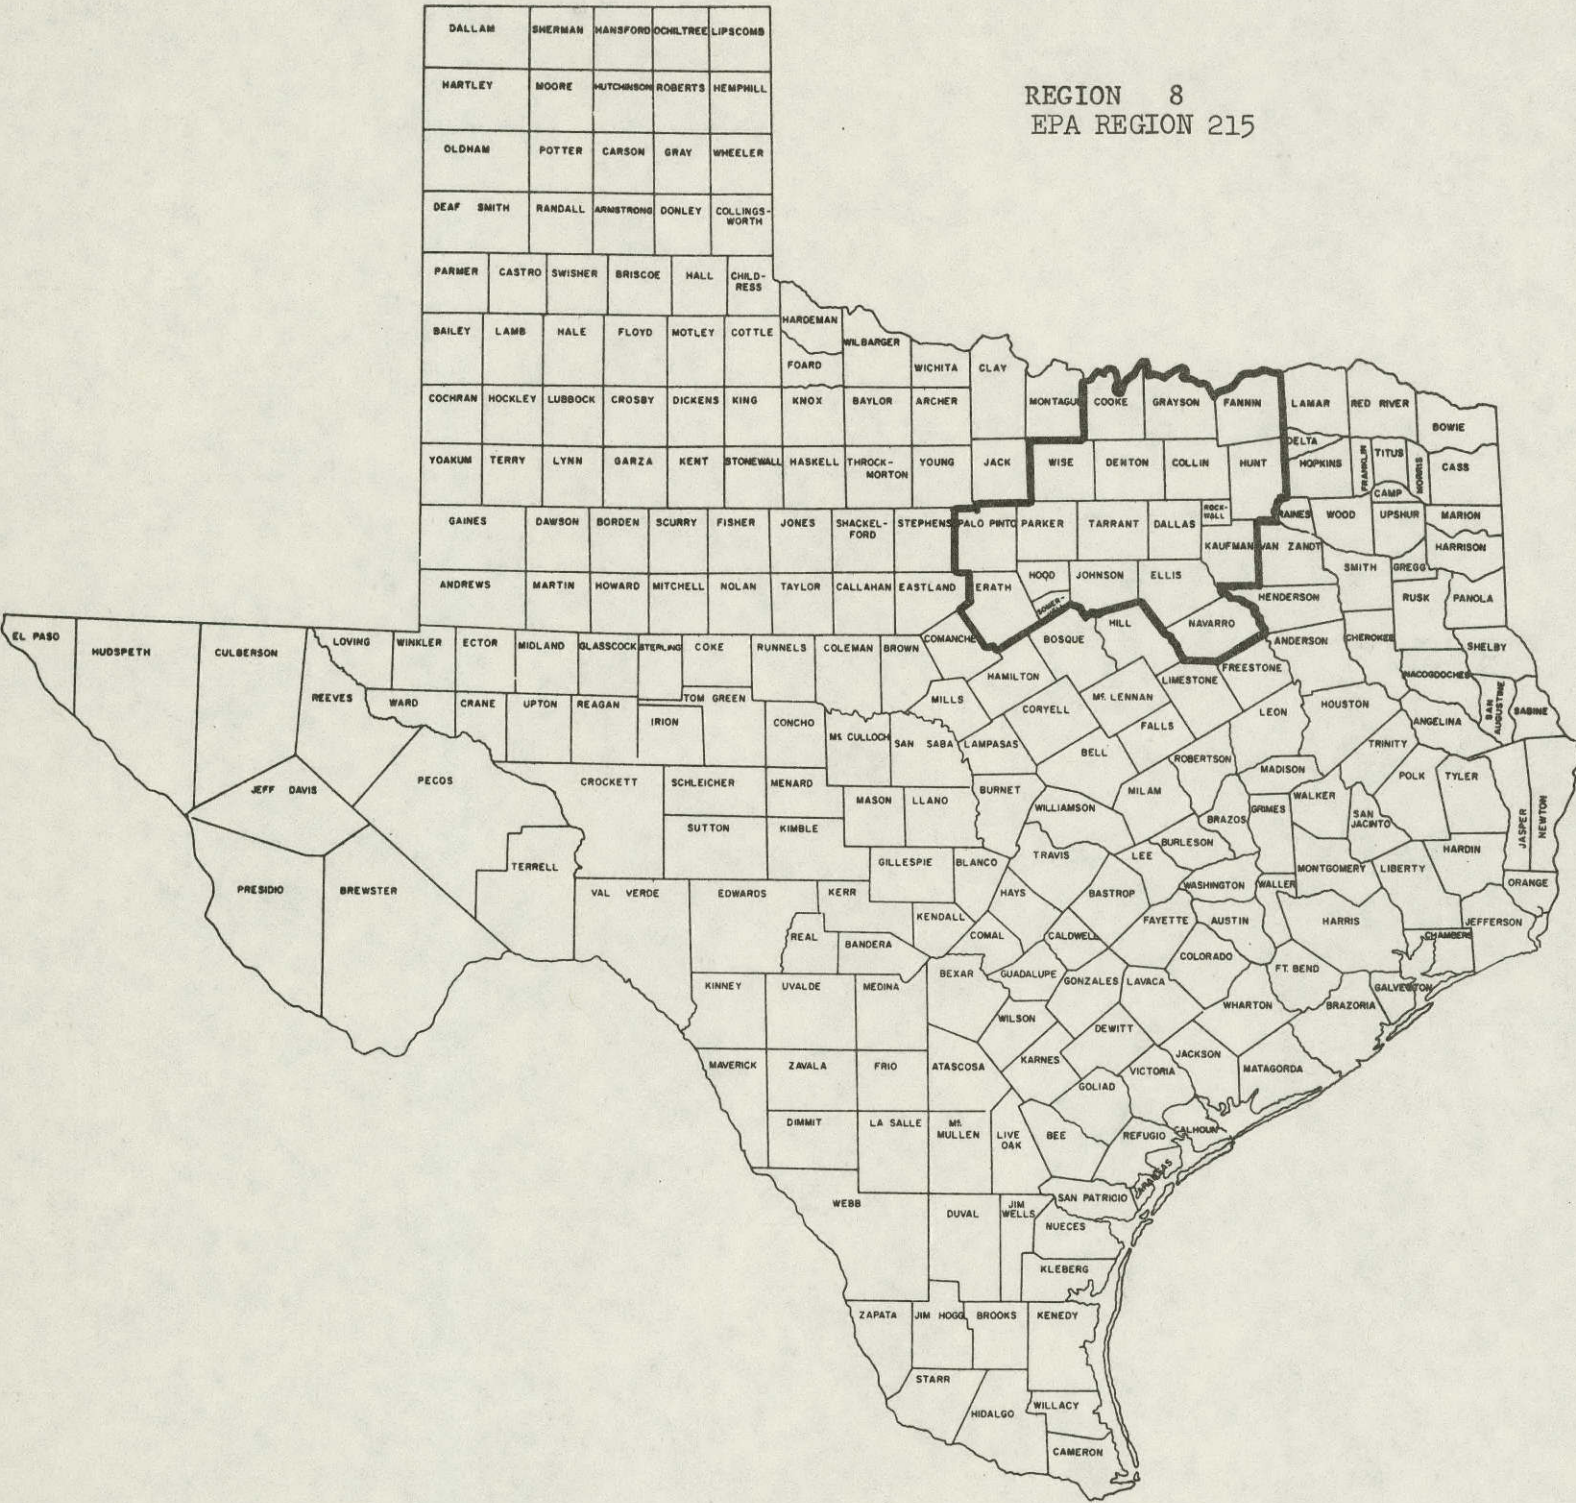 REGION 8
EPA REGION 215
DALLAM SHERMAN HANSFORD OCHILTREE LIPSCOMB
HARTLEY MOORE HUTCHINSON ROBERTS HEMPHILL
OLDHAM POTTER CARSON GRAY WHEELER
DEAF SMITH RANDALL ARMSTRONG DONLEY COLLINGS-
WORTH
PARMER CASTRO SWISHER BRISCOE HALL CHILD-
RESS
HARDEMAN
BAILEY LAMB HALE FLOYD MOTLEY COTTLE
WILBARGER
FOARD WICHITA CLAY
COCHRAN HOCKLEY LUBBOCK CROSBY DICKENS KING KNOX BAYLOR ARCHER MONTAGUE COOKE GRAYSON FANNIN LAMAR RED RIVER
BOWIE
DELTA
YOAKUM TERRY LYNN GARZA KENT STONEWALL HASKELL THROCK-
MORTON YOUNG JACK WISE DENTON COLLIN HUNT HOPKINS FRANKLIN TITUS MORRIS CASS
CAMP
GAINES DAWSON BORDEN SCURRY FISHER JONES SHACKEL-
FORD STEPHENS PALO PINTO PARKER TARRANT DALLAS ROCK-
WALL RAINES WOOD UPSHUR MARION
KAUFMAN VAN ZANDT HARRISON
SMITH GREGG
ANDREWS MARTIN HOWARD MITCHELL NOLAN TAYLOR CALLAHAN EASTLAND ERATH HOOD JOHNSON ELLIS
HENDERSON RUSK PANOLA
SOMER-
EL PASO HUDSPETH CULBERSON LOVING WINKLER ECTOR MIDLAND GLASSCOCK STERLING COKE RUNNELS COLEMAN BROWN COMANCHE BOSQUE HILL NAVARRO ANDERSON CHEROKEE SHELBY
REEVES WARD CRANE UPTON REAGAN TOM GREEN
IRION CONCHO MILLS HAMILTON LIMESTONE FREESTONE NACOGDOCHES
CORYELL Mc LENNAN LEON HOUSTON SAN
AUGUSTINE SABINE
ANGELINA
Mc CULLOCH SAN SABA LAMPASAS BELL FALLS ROBERTSON TRINITY
MADISON POLK TYLER
JEFF DAVIS PECOS CROCKETT SCHLEICHER MENARD BURNET MILAM
MASON LLANO WILLIAMSON BRAZOS GRIMES WALKER SAN
JACINTO JASPER NEWTON
SUTTON KIMBLE
GILLESPIE BLANCO TRAVIS LEE BURLESON HARDIN
TERRELL MONTGOMERY LIBERTY
PRESIDIO BREWSTER VAL VERDE EDWARDS KERR HAYS BASTROP WASHINGTON WALLER ORANGE
KENDALL FAYETTE AUSTIN HARRIS JEFFERSON
REAL BANDERA COMAL CALDWELL CHAMBERS
COLORADO FT. BEND
BEXAR GUADALUPE GONZALES LAVACA
KINNEY UVALDE MEDINA GALVESTON
WHARTON BRAZORIA
WILSON DEWITT
MAVERICK ZAVALA FRIO ATASCOSA KARNES JACKSON
VICTORIA MATAGORDA
GOLIAD
DIMMIT LA SALLE Mc
MULLEN LIVE
OAK BEE REFUGIO CALHOUN
ARANSAS
WEBB DUVAL JIM
WELLS SAN PATRICIO
NUECES
KLEBERG
ZAPATA JIM HOGG BROOKS KENEDY
STARR
HIDALGO WILLACY
CAMERON